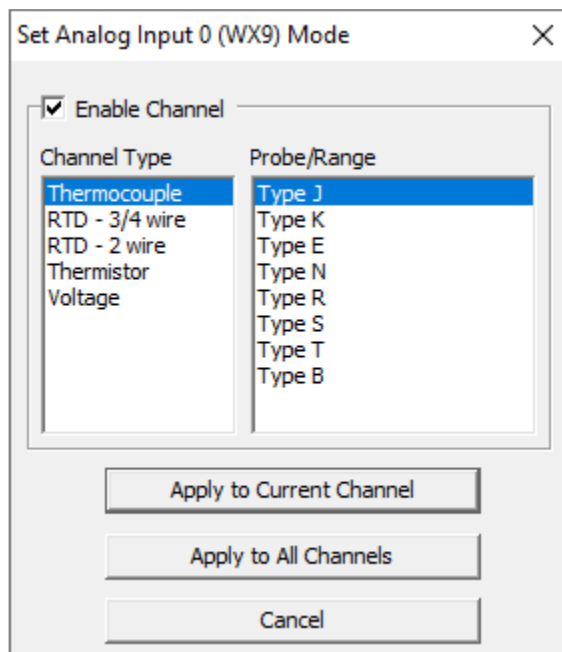 Set Analog Input 0 (WX9) Mode
Enable Channel
Channel Type
Thermocouple
RTD - 3/4 wire
RTD - 2 wire
Thermistor
Voltage
Probe/Range
Type J
Type K
Type E
Type N
Type R
Type S
Type T
Type B
Apply to Current Channel
Apply to All Channels
Cancel